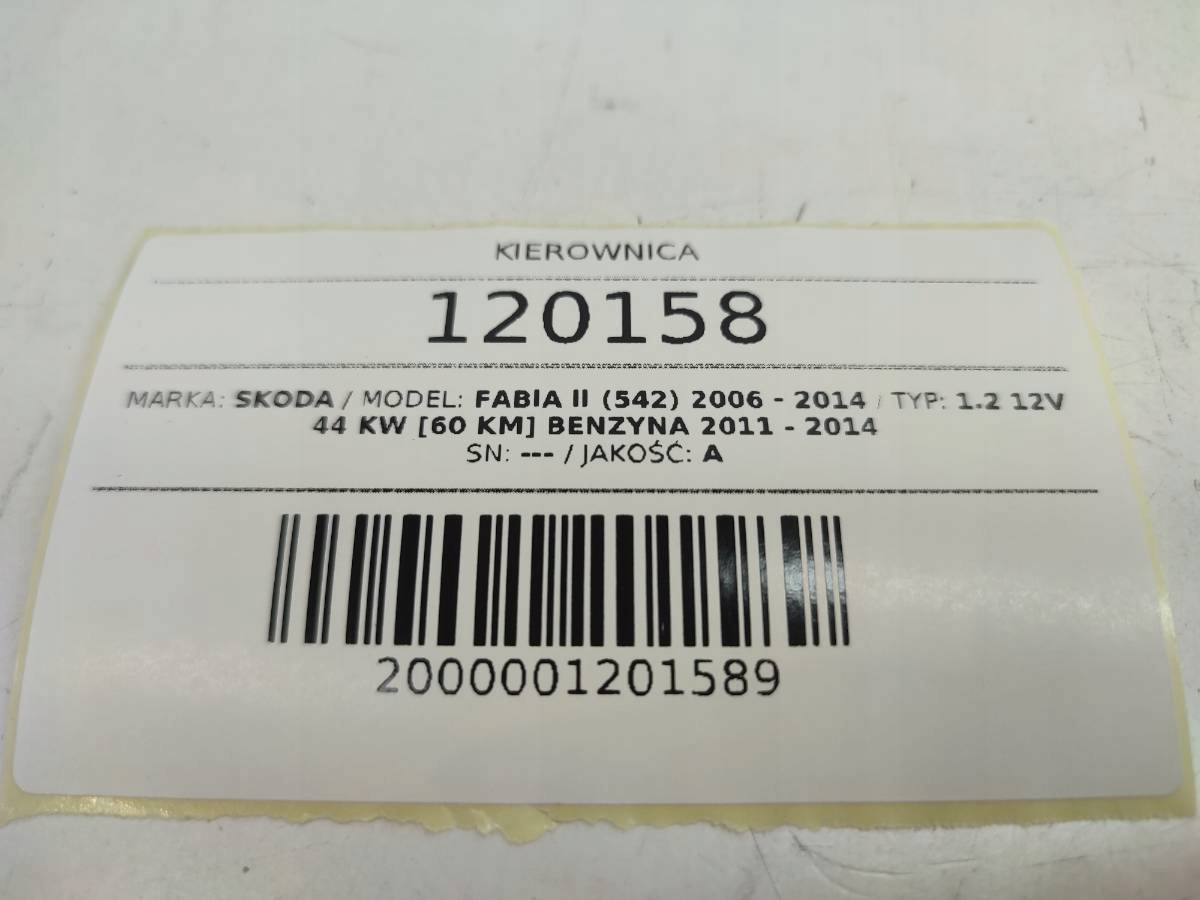 KIEROWNICA
120158
MARKA: SKODA / MODEL: FABIA II (542) 2006 - 2014 / TYP: 1.2 12V
44 KW [60 KM] BENZYNA 2011 - 2014
SN: --- / JAKOŚĆ: A
2000001201589